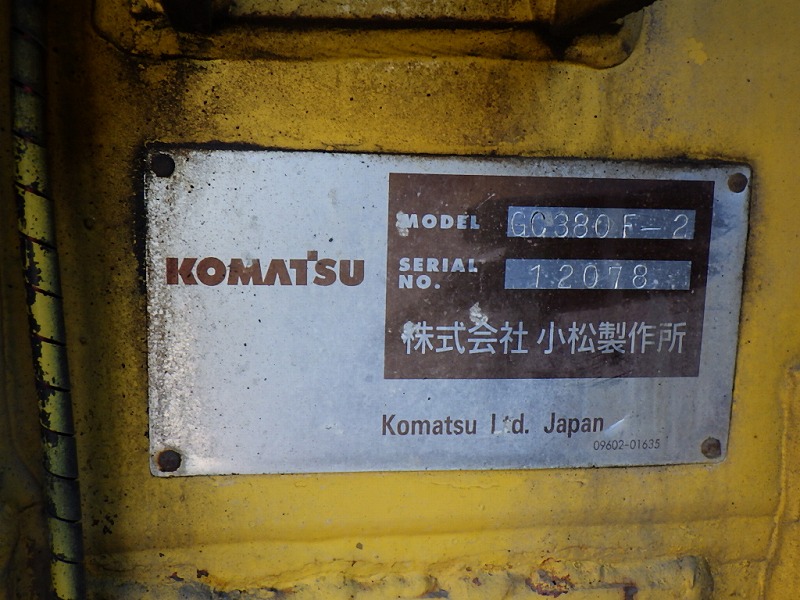 KOMATSU
MODEL GC380F-2
SERIAL NO. 12078
株式会社 小松製作所
Komatsu Ltd. Japan
09602-01635